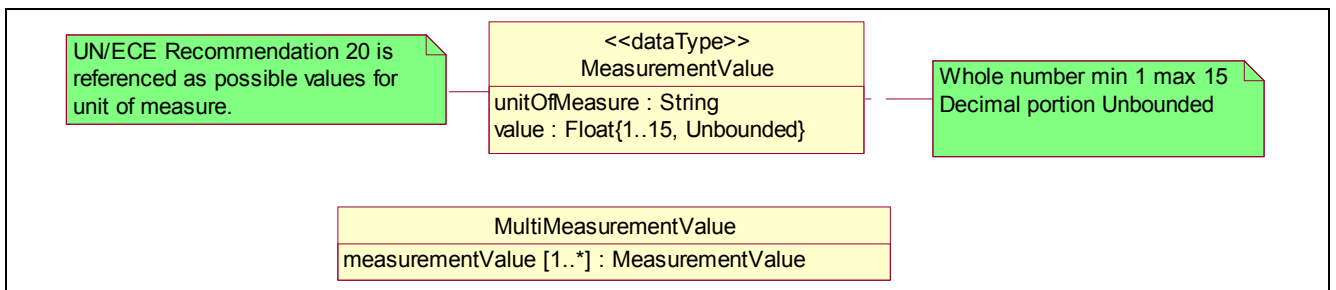 UN/ECE Recommendation 20 is
referenced as possible values for
unit of measure.
<<dataType>>
MeasurementValue
unitOfMeasure : String
value : Float{1..15, Unbounded}
Whole number min 1 max 15
Decimal portion Unbounded
MultiMeasurementValue
measurementValue [1..*] : MeasurementValue